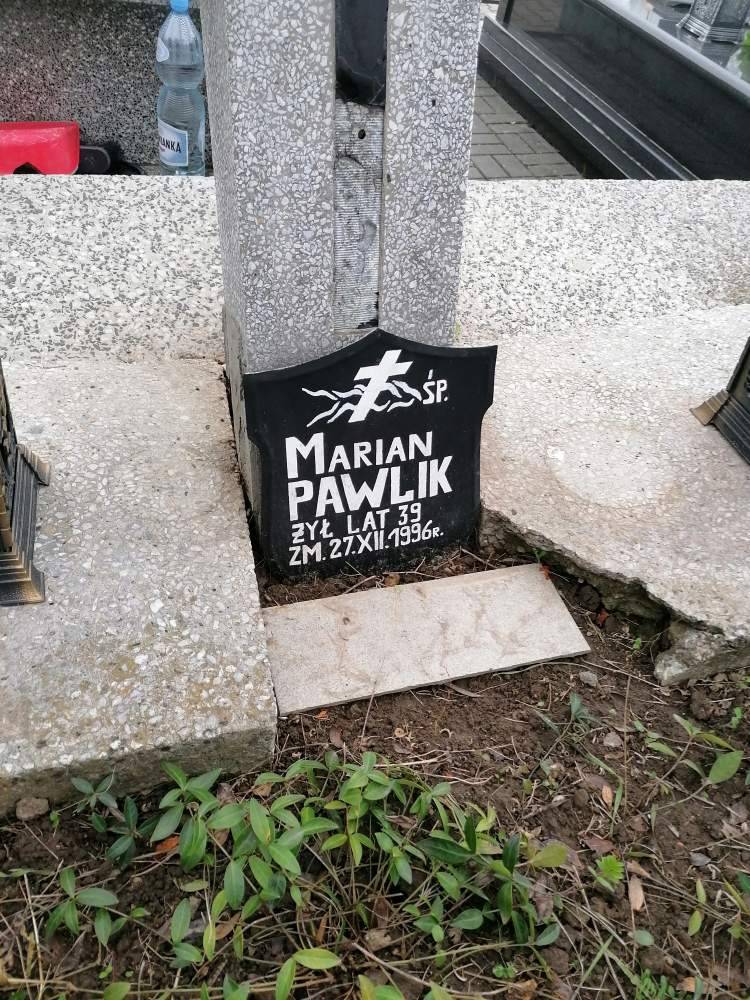 ŚP.
MARIAN
PAWLIK
ŻYŁ LAT 39
ZM. 27.XII.1996R.